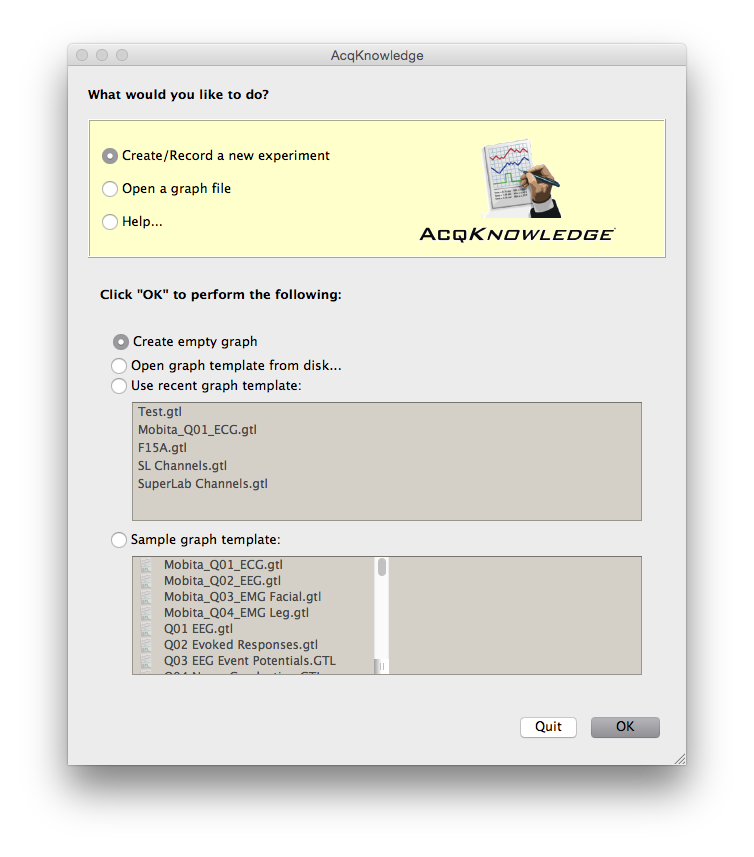 AcqKnowledge
What would you like to do?
Create/Record a new experiment
Open a graph file
Help...
ACQKNOWLEDGE
Click "OK" to perform the following:
Create empty graph
Open graph template from disk...
Use recent graph template:
Test.gtl
Mobita_Q01_ECG.gtl
F15A.gtl
SL Channels.gtl
SuperLab Channels.gtl
Sample graph template:
Mobita_Q01_ECG.gtl
Mobita_Q02_EEG.gtl
Mobita_Q03_EMG Facial.gtl
Mobita_Q04_EMG Leg.gtl
Q01 EEG.gtl
Q02 Evoked Responses.gtl
Q03 EEG Event Potentials.GTL
Quit OK